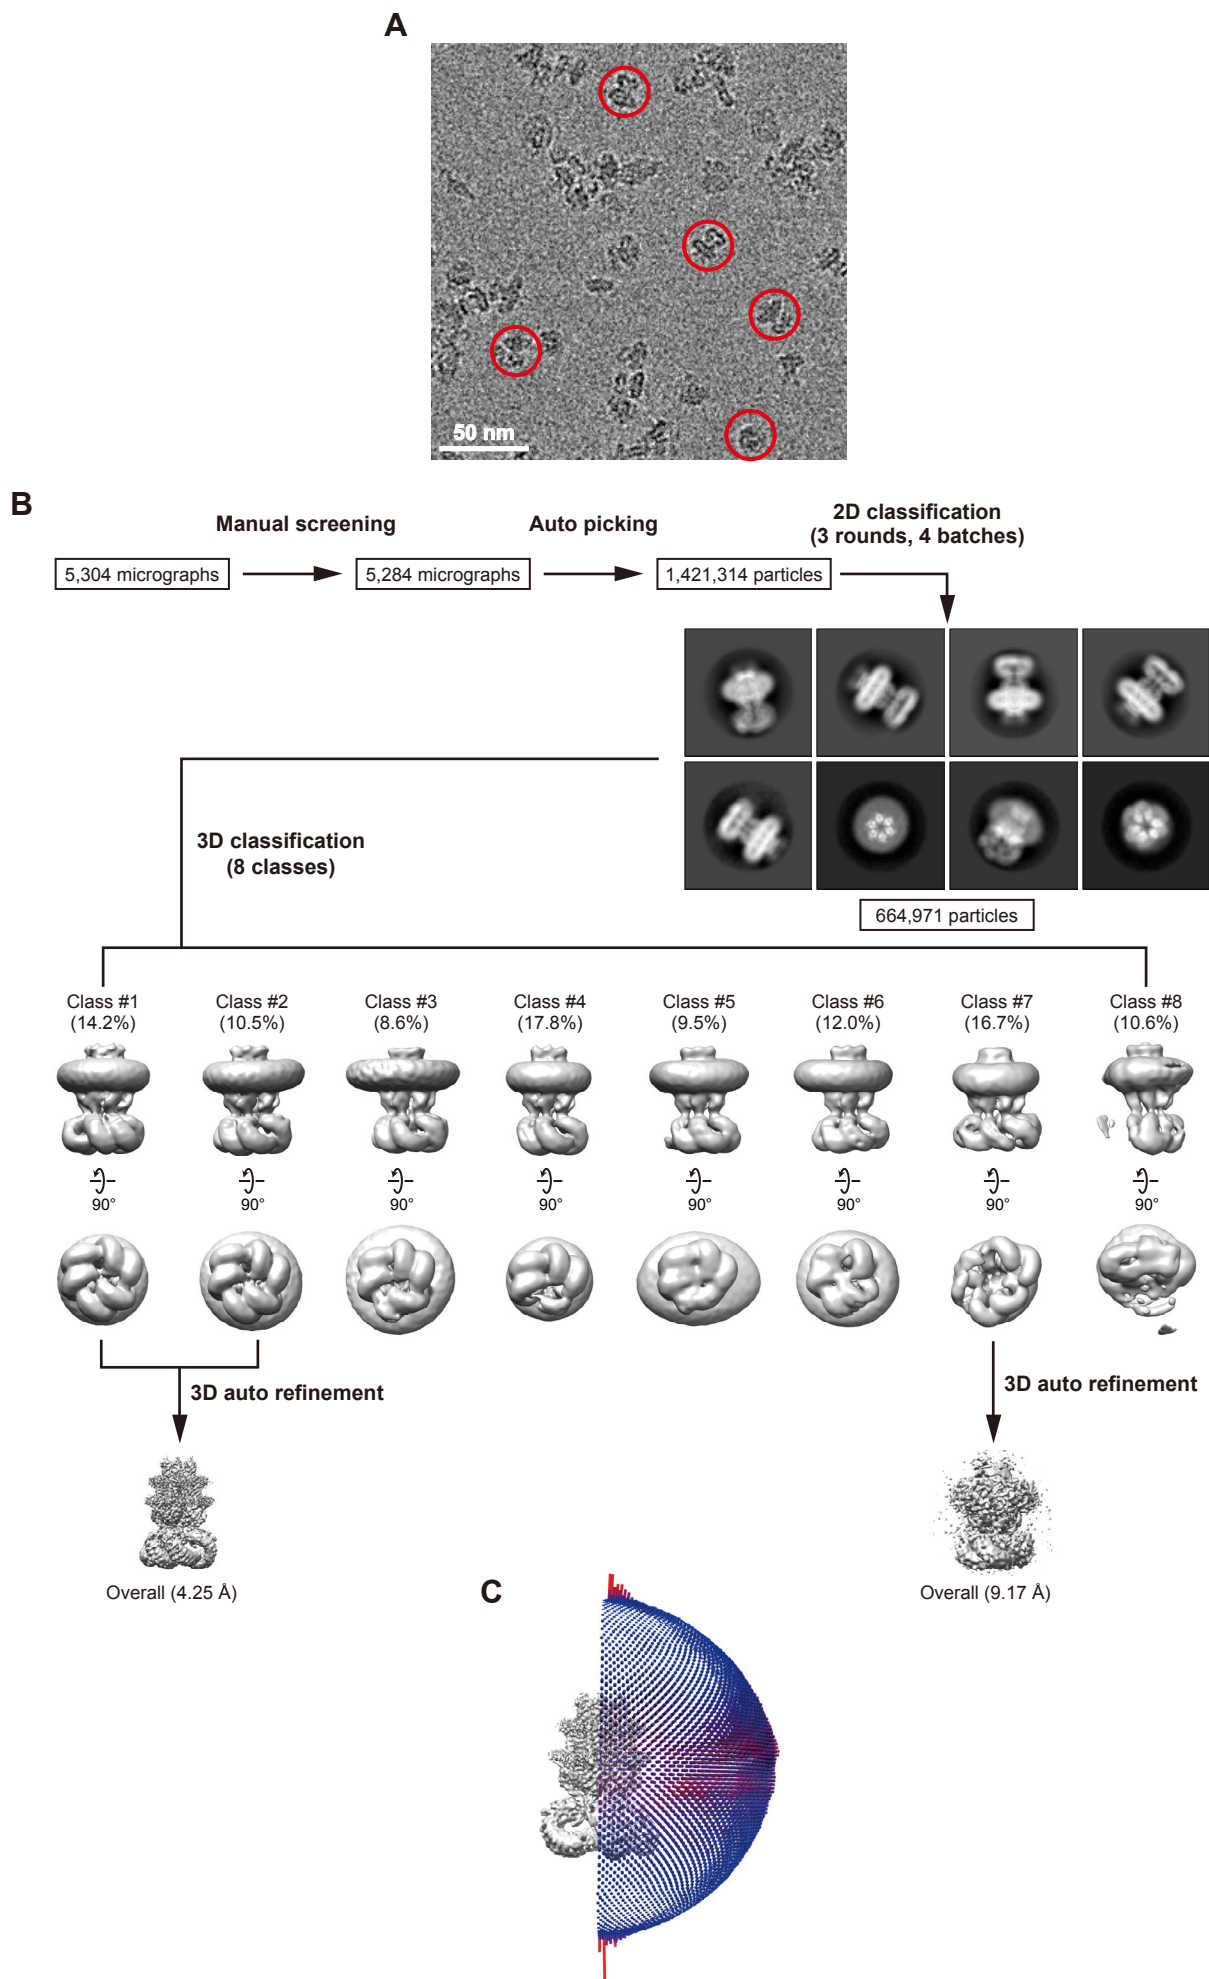 A
50 nm
B
Manual screening
Auto picking
2D classification
(3 rounds, 4 batches)
5,304 micrographs
5,284 micrographs
1,421,314 particles
664,971 particles
3D classification
(8 classes)
Class #1
(14.2%)
Class #2
(10.5%)
Class #3
(8.6%)
Class #4
(17.8%)
Class #5
(9.5%)
Class #6
(12.0%)
Class #7
(16.7%)
Class #8
(10.6%)
90°
90°
90°
90°
90°
90°
90°
90°
3D auto refinement
3D auto refinement
Overall (4.25 Å)
Overall (9.17 Å)
C